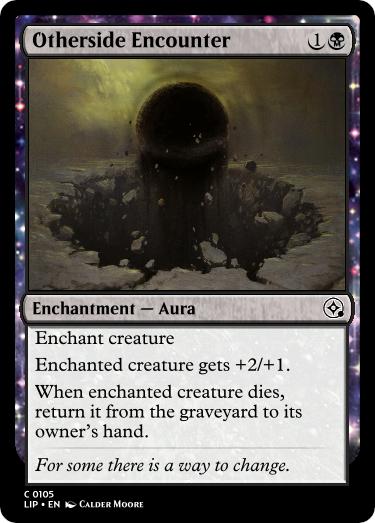 Otherside Encounter 1
Enchantment — Aura
Enchant creature
Enchanted creature gets +2/+1.
When enchanted creature dies,
return it from the graveyard to its
owner's hand.
For some there is a way to change.
C 0105
LIP • EN Calder Moore